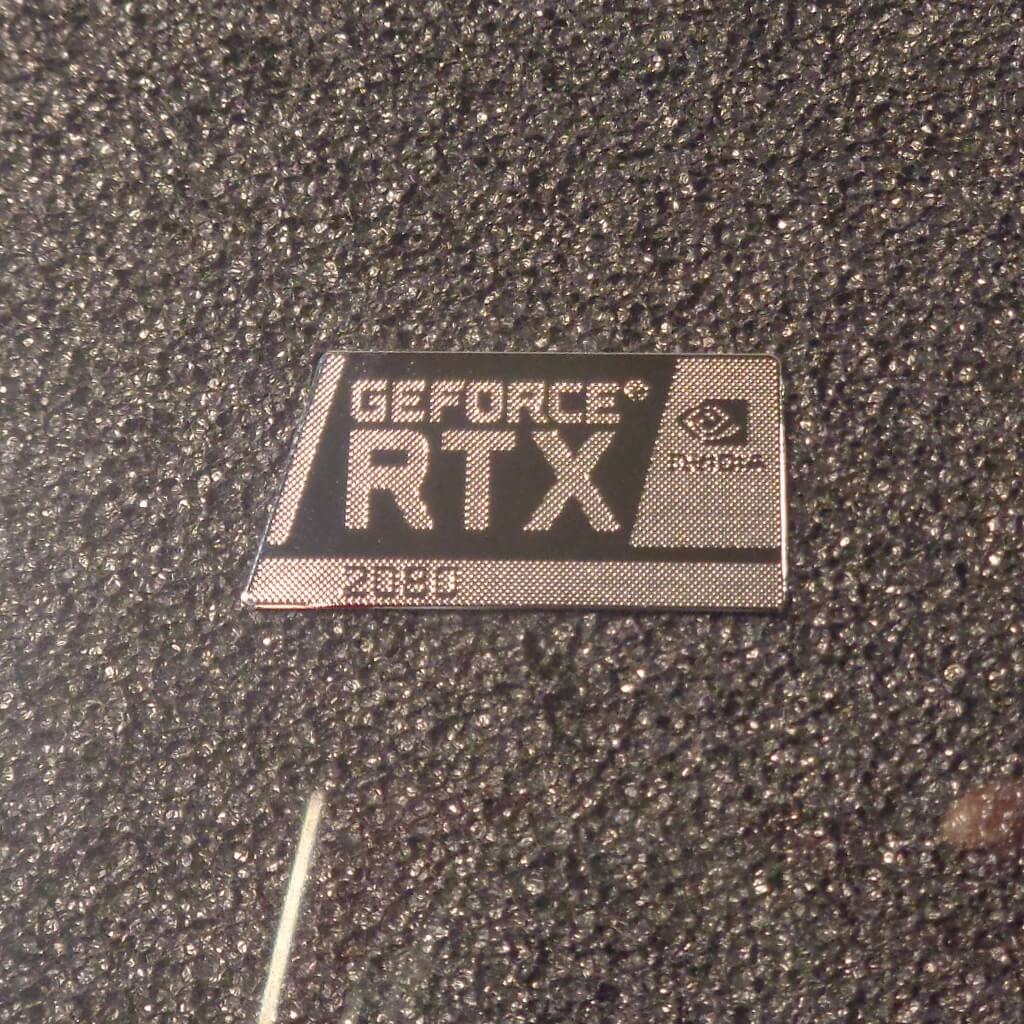 GEFORCE®
RTX
NVIDIA
2080